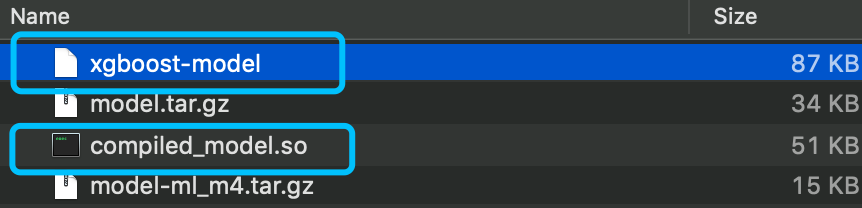 Name Size
xgboost-model 87 KB
model.tar.gz 34 KB
compiled_model.so 51 KB
model-ml_m4.tar.gz 15 KB